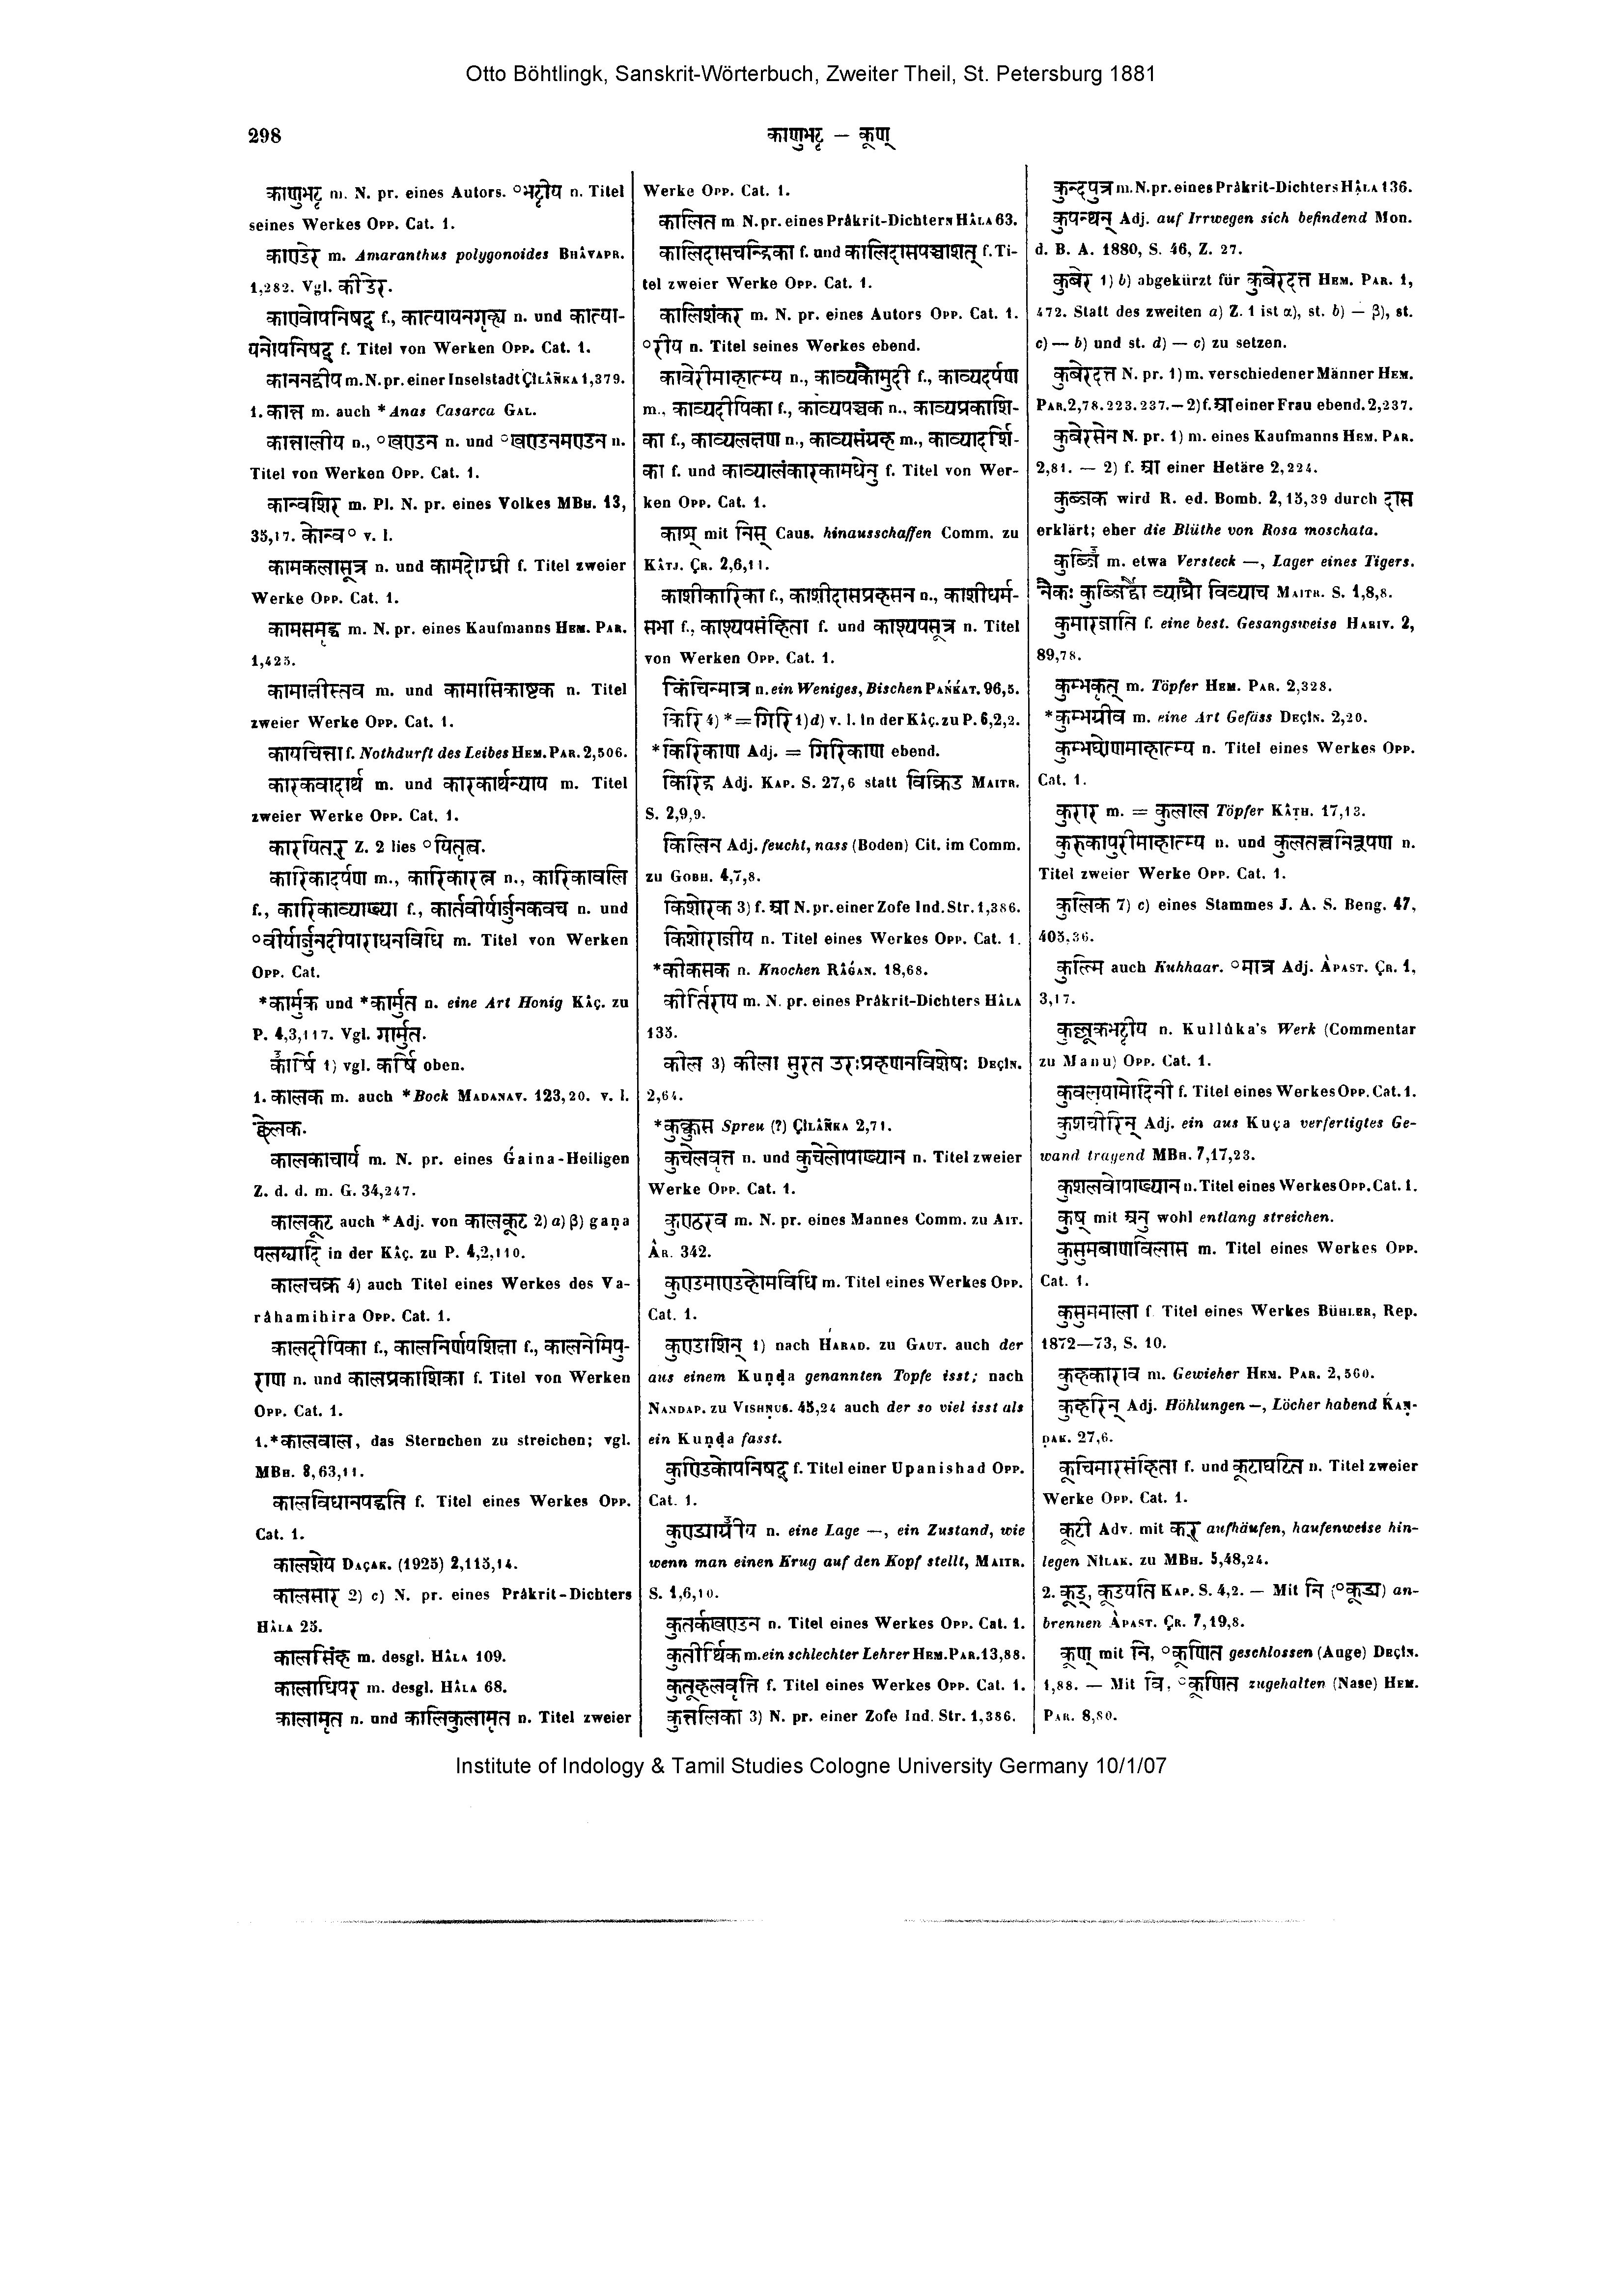 Otto Böhtlingk, Sanskrit-Wörterbuch, Zweiter Theil, St. Petersburg 1881
298
काणुभट्ट — कूण्
काणुभट्ट m. N. pr. eines Autors. °भट्टीय n. Titel
seines Werkes Opp. Cat. 1.
काण्डेर m. Amaranthus polygonoides Bhâvapr.
1,282. Vgl. कीडेर.
काण्वोपनिषद् f., कात्यायनगृह्य n. und कात्या-
यनोपनिषद् f. Titel von Werken Opp. Cat. 1.
काननद्वीप m. N. pr. einer Inselstadt Çîlâñka 1,379.
1. कान्त m. auch *Anas Casarca Gal.
कान्तालीय n., °खण्डन n. und °खण्डनमण्डन n.
Titel von Werken Opp. Cat. 1.
कान्वशिर m. Pl. N. pr. eines Volkes MBh. 13,
35,17. कोन्व° v. l.
कामकलासूत्र n. und कामदोग्ध्री f. Titel zweier
Werke Opp. Cat. 1.
कामसमृद्ध m. N. pr. eines Kaufmanns Hem. Par.
1,425.
कामाक्षीस्तव m. und कामासिकाष्टक n. Titel
zweier Werke Opp. Cat. 1.
कायचिन्ता f. Nothdurft des Leibes Hem. Par. 2,506.
कारकवादार्थ m. und कारकार्थन्याय m. Titel
zweier Werke Opp. Cat. 1.
कारयितर् Z. 2 lies °यितृत्व.
कारिकादर्पण m., कारिकारत्न n., कारिकावलि
f., कारिकाव्याख्या f., कार्तवीर्यार्जुनकवच n. und
°वीर्यार्जुनदीपाराधनविधि m. Titel von Werken
Opp. Cat.
*कार्मुक und *कार्मुत n. eine Art Honig Kâç. zu
P. 4,3,117. Vgl. गार्मुत.
कार्षि 1) vgl. कर्षि oben.
1. कालक m. auch *Bock Madanav. 123,20. v. l.
केलक.
कालकाचार्य m. N. pr. eines Gaina-Heiligen
Z. d. d. m. G. 34,247.
कालकूट auch *Adj. von कालकूट 2) a) β) gaṇa
पलद्यादि in der Kâç. zu P. 4,2,110.
कालचक्र 4) auch Titel eines Werkes des Va-
râhamihira Opp. Cat. 1.
कालदीपिका f., कालनिर्णयशिक्षा f., कालनेमिपु-
राण n. und कालप्रकाशिका f. Titel von Werken
Opp. Cat. 1.
1.*कालवाल, das Sternchen zu streichen; vgl.
MBh. 8,63,11.
कालविधानपद्धति f. Titel eines Werkes Opp.
Cat. 1.
कालशेय Daçak. (1925) 2,115,14.
कालसार 2) c) N. pr. eines Prâkrit-Dichters
Hâla 25.
कालसिंह m. desgl. Hâla 109.
कालाधिपर m. desgl. Hâla 68.
कालामृत n. und कालिकुलामृत n. Titel zweier
Werke Opp. Cat. 1.
कालित m N. pr. eines Prâkrit-Dichters Hâla 63.
कालिदासचन्द्रिका f. und कालिदासपञ्चाशत् f. Ti-
tel zweier Werke Opp. Cat. 1.
कालिशंकर m. N. pr. eines Autors Opp. Cat. 1.
°रीय n. Titel seines Werkes ebend.
कावेरीमाहात्म्य n., काव्यकौमुदी f., काव्यदर्पण
m., काव्यदीपिका f., काव्यपञ्चक n., काव्यप्रकाशि-
का f., काव्यलक्षण n., काव्यसंग्रह m., काव्यादर्शि-
का f. und काव्यालंकारकामधेनु f. Titel von Wer-
ken Opp. Cat. 1.
काश् mit निस् Caus. hinausschaffen Comm. zu
Kâtj. Çr. 2,6,11.
काशीकारिका f., काशीदासप्रहसन n., काशीधर्म-
सभा f., काश्यपसंहिता f. und काश्यपसूत्र n. Titel
von Werken Opp. Cat. 1.
किंचिन्मात्र n. ein Weniges, Bischen Pańḱat. 96,5.
किरि 4) *= गिरि 1) d) v. l. in der Kâç. zu P. 6,2,2.
*किरिकाण Adj. = गिरिकाण ebend.
किरिड Adj. Kap. S. 27,6 statt विकिरिड Maitr.
S. 2,9,9.
किलिन Adj. feucht, nass (Boden) Cit. im Comm.
zu Gobh. 4,7,8.
किशोरक 3) f. आ N. pr. einer Zofe Ind. Str. 1,386.
किशोराजीय n. Titel eines Werkes Opp. Cat. 1.
*कीकसक n. Knochen Râǵan. 18,68.
कीर्तिराय m. N. pr. eines Prâkrit-Dichters Hâla
135.
कील 3) कीला सुरत उरःप्रहणनविशेषः Deçîn.
2,64.
*कुकुस Spreu (?) Çîlâñka 2,71.
कुचेलवृत्त n. und कुचेलोपाख्यान n. Titel zweier
Werke Opp. Cat. 1.
कुण्ठरव m. N. pr. eines Mannes Comm. zu Ait.
Âr. 342.
कुण्डमाण्डहोमविधि m. Titel eines Werkes Opp.
Cat. 1.
कुण्डाशिन् 1) nach Harad. zu Gaut. auch der
aus einem Kuṇḍa genannten Topfe isst; nach
Nandap. zu Vishṇus. 45,24 auch der so viel isst als
ein Kuṇḍa fasst.
कुण्डिकोपनिषद् f. Titel einer Upanishad Opp.
Cat. 1.
कुण्ड्यार्योय n. eine Lage —, ein Zustand, wie
wenn man einen Krug auf den Kopf stellt, Maitr.
S. 1,6,10.
कुतर्कखण्डन n. Titel eines Werkes Opp. Cat. 1.
कुतीर्थिक m. ein schlechter Lehrer Hem. Par. 13,88.
कुतूहलवृत्ति f. Titel eines Werkes Opp. Cat. 1.
कुन्तलिका 3) N. pr. einer Zofe Ind. Str. 1,386.
कुन्दपुत्र m. N. pr. eines Prâkrit-Dichters Hâla 136.
कुपन्थन् Adj. auf Irrwegen sich befindend Mon.
d. B. A. 1880, S. 46, Z. 27.
कुबेर 1) b) abgekürzt für कुबेरदत्त Hem. Par. 1,
472. Statt des zweiten a) Z. 1 ist α), st. b) — β), st.
c) — b) und st. d) — c) zu setzen.
कुबेरदत्त N. pr. 1) m. verschiedener Männer Hem.
Par. 2,78. 223. 237. — 2) f. आ einer Frau ebend. 2,237.
कुबेरसेन N. pr. 1) m. eines Kaufmanns Hem. Par.
2,81. — 2) f. आ einer Hetäre 2,224.
कुब्जक wird R. ed. Bomb. 2,15,39 durch दास
erklärt; eher die Blüthe von Rosa moschata.
कुब्जि m. etwa Versteck —, Lager eines Tigers.
नैकः कुब्जिर्द्वौ व्याघ्रौ विव्याच Maitr. S. 1,8,8.
कुमारजाति f. eine best. Gesangsweise Hariv. 2,
89,78.
कुम्भकृत् m. Töpfer Hem. Par. 2,328.
*कुम्भग्रीव m. eine Art Gefäss Deçîn. 2,20.
कुम्भघोणमाहात्म्य n. Titel eines Werkes Opp.
Cat. 1.
कुरार m. = कुलाल Töpfer Kâṭh. 17,13.
कुरुकापुरीमाहात्म्य n. und कुलतत्त्वनिरूपण n.
Titel zweier Werke Opp. Cat. 1.
कुलिक 7) c) eines Stammes J. A. S. Beng. 47,
405,36.
कुल्मि auch Kuhhaar. °मात्र Adj. Âpast. Çr. 1,
3,17.
कुल्लूकभट्टीय n. Kullûka's Werk (Commentar
zu Manu) Opp. Cat. 1.
कुवलयामोदिनी f. Titel eines Werkes Opp. Cat. 1.
कुशचीरिन् Adj. ein aus Kuça verfertigtes Ge-
wand tragend MBh. 7,17,23.
कुशलवोपाख्यान n. Titel eines Werkes Opp. Cat. 1.
कुष् mit अनु wohl entlang streichen.
कुसुमबाणविलास m. Titel eines Werkes Opp.
Cat. 1.
कुसुममाला f. Titel eines Werkes Bühler, Rep.
1872—73, S. 10.
कुहकाराव m. Gewieher Hem. Par. 2,560.
कुहरिन् Adj. Höhlungen —, Löcher habend Ḱaṇ-
ḍak. 27,6.
कूचिमारसंहिता f. und कूटाघटित n. Titel zweier
Werke Opp. Cat. 1.
कूटी Adv. mit कर् aufhäufen, haufenweise hin-
legen Nîlak. zu MBh. 5,48,24.
2. कूड्, कूडयति Kap. S. 4,2. — Mit नि (°कूड्य) an-
brennen Âpast. Çr. 7,19,8.
कूण् mit नि, °कूणित geschlossen (Auge) Deçîn.
1,88. — Mit वि, °कूणित zugehalten (Nase) Hem.
Par. 8,80.
Institute of Indology & Tamil Studies Cologne University Germany 10/1/07